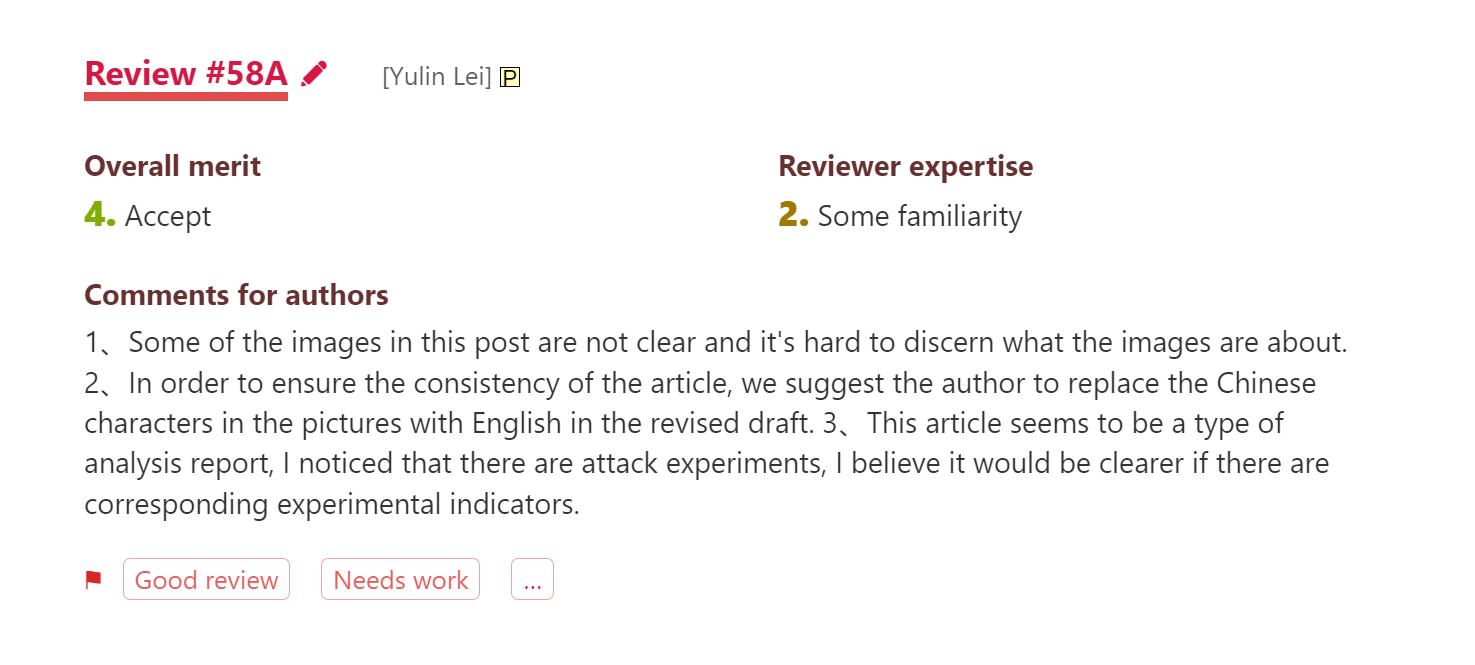 Review #58A [Yulin Lei] P
Overall merit Reviewer expertise
4. Accept 2. Some familiarity
Comments for authors
1、Some of the images in this post are not clear and it's hard to discern what the images are about.
2、In order to ensure the consistency of the article, we suggest the author to replace the Chinese
characters in the pictures with English in the revised draft. 3、This article seems to be a type of
analysis report, I noticed that there are attack experiments, I believe it would be clearer if there are
corresponding experimental indicators.
Good review Needs work ...